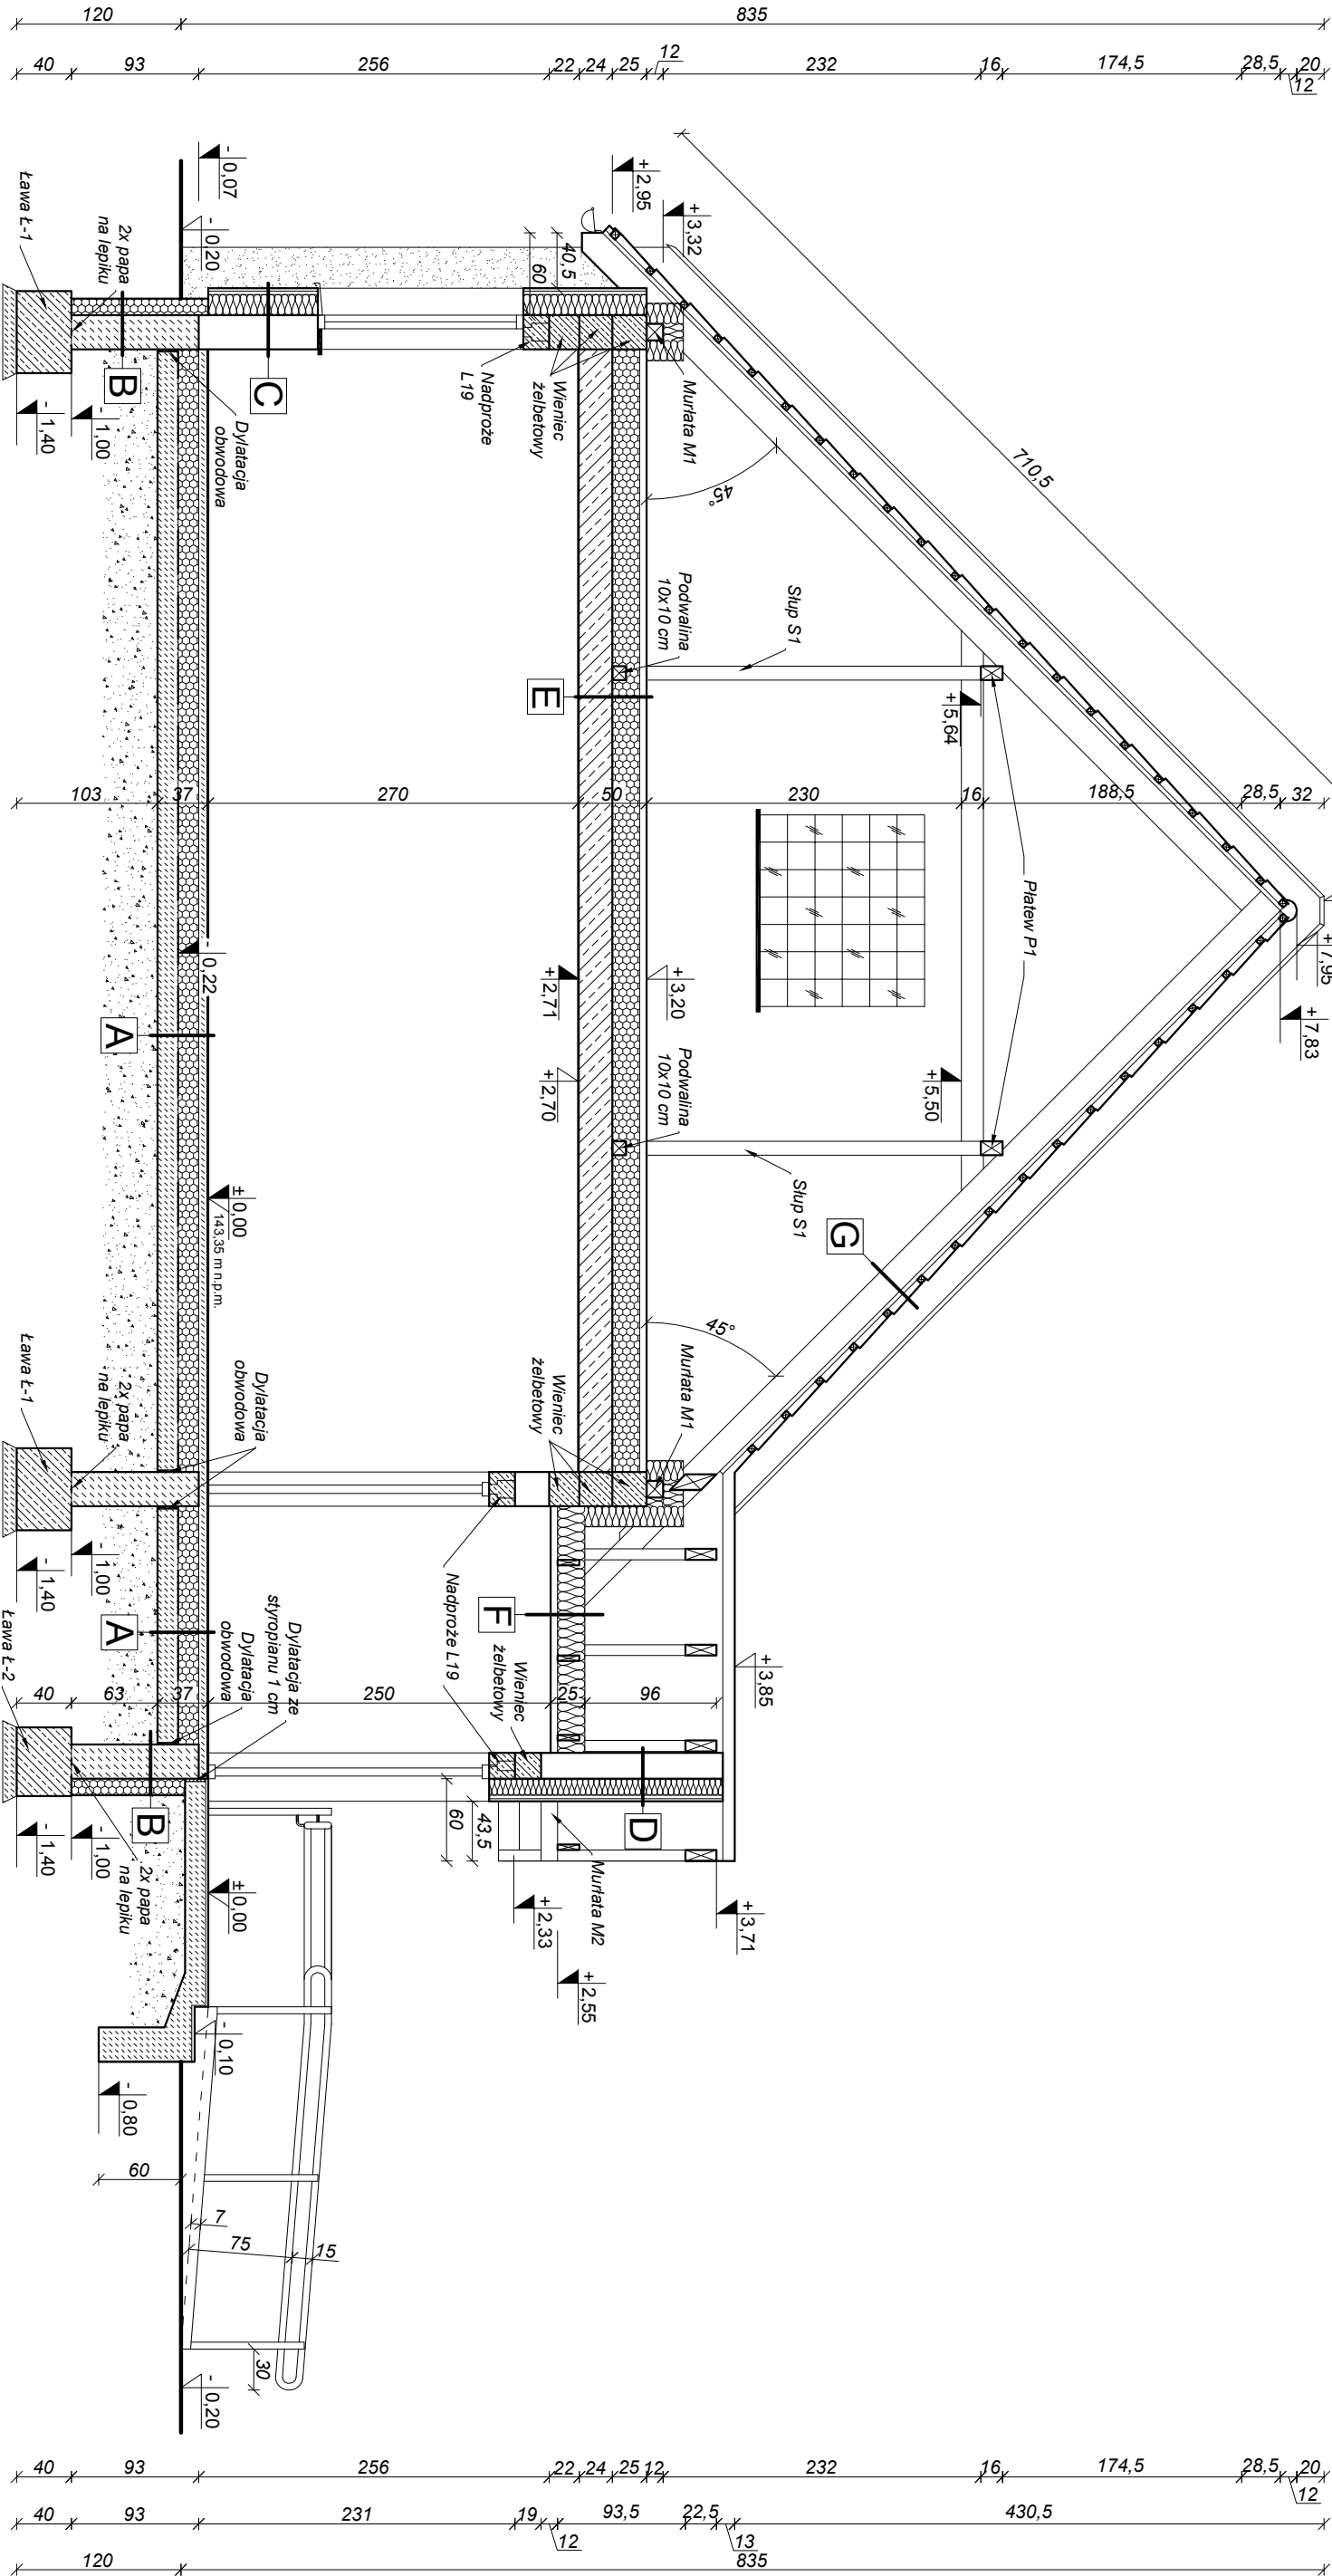 120
835
40
93
256
22
24
25
12
232
16
174,5
28,5
12
20
- 0,07
- 0,20
+ 2,95
+ 3,32
40,5
60
710,5
Ława Ł-1
2x papa
na lepiku
B
- 1,40
- 1,00
Dylatacja
obwodowa
C
Nadproże
L19
Wieniec
żelbetowy
Murłata M1
45°
Podwalina
10x10 cm
Słup S1
E
+ 5,64
103
37
270
50
230
16
188,5
28,5
32
Płatew P1
- 0,22
A
+ 2,71
+ 3,20
+ 2,70
+ 5,50
+ 7,95
+ 7,83
Podwalina
10x10 cm
Słup S1
G
± 0,00
143,35 m n.p.m.
45°
Murłata M1
Wieniec
żelbetowy
Dylatacja
obwodowa
2x papa
na lepiku
Ława Ł-1
- 1,40
- 1,00
A
Nadproże L19
F
Wieniec
żelbetowy
Dylatacja ze
styropianu 1 cm
Dylatacja
obwodowa
Ława Ł-2
40
63
37
250
25
96
+ 3,85
B
D
- 1,40
- 1,00
2x papa
na lepiku
60
43,5
Murłata M2
± 0,00
+ 2,33
+ 2,55
+ 3,71
- 0,10
- 0,80
60
7
75
15
30
- 0,20
40
93
256
22
24
25
12
232
16
174,5
28,5
12
20
40
93
231
19
12
93,5
22,5
13
430,5
120
835